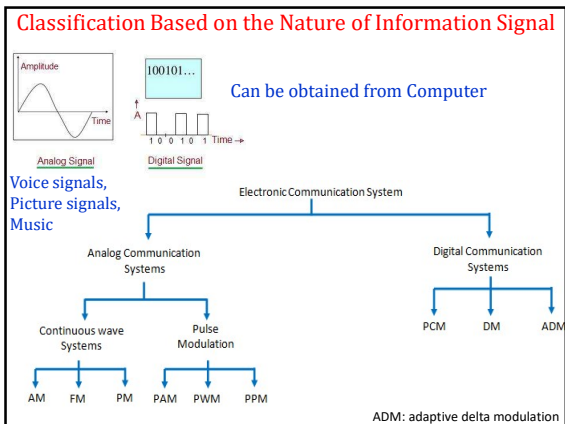 Classification Based on the Nature of Information Signal
Amplitude
Time
Analog Signal
100101...
A
1 0 0 1 0 1 Time →
Digital Signal
Can be obtained from Computer
Voice signals,
Picture signals,
Music
Electronic Communication System
Analog Communication
Systems
Digital Communication
Systems
Continuous wave
Systems
Pulse
Modulation
PCM DM ADM
AM FM PM PAM PWM PPM
ADM: adaptive delta modulation